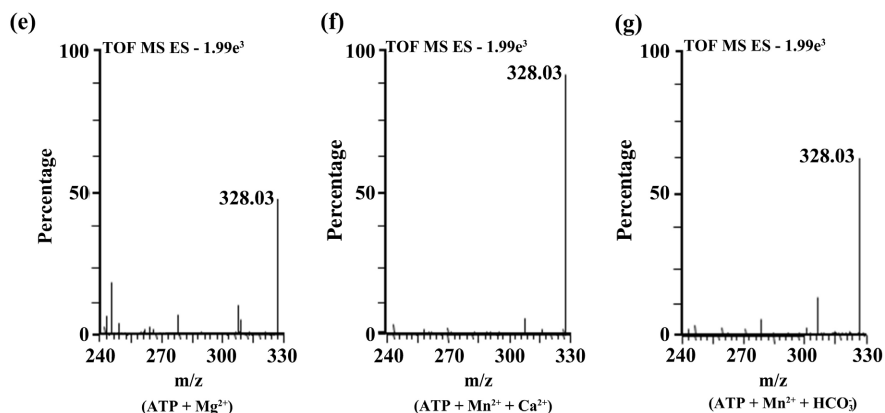 (e)
TOF MS ES - 1.99e³
100
328.03
Percentage
50
0
240
270
300
330
m/z
(ATP + Mg²⁺)
(f)
TOF MS ES - 1.99e³
100
328.03
Percentage
50
0
240
270
300
330
m/z
(ATP + Mn²⁺ + Ca²⁺)
(g)
TOF MS ES - 1.99e³
100
328.03
Percentage
50
0
240
270
300
330
m/z
(ATP + Mn²⁺ + HCO₃⁻)